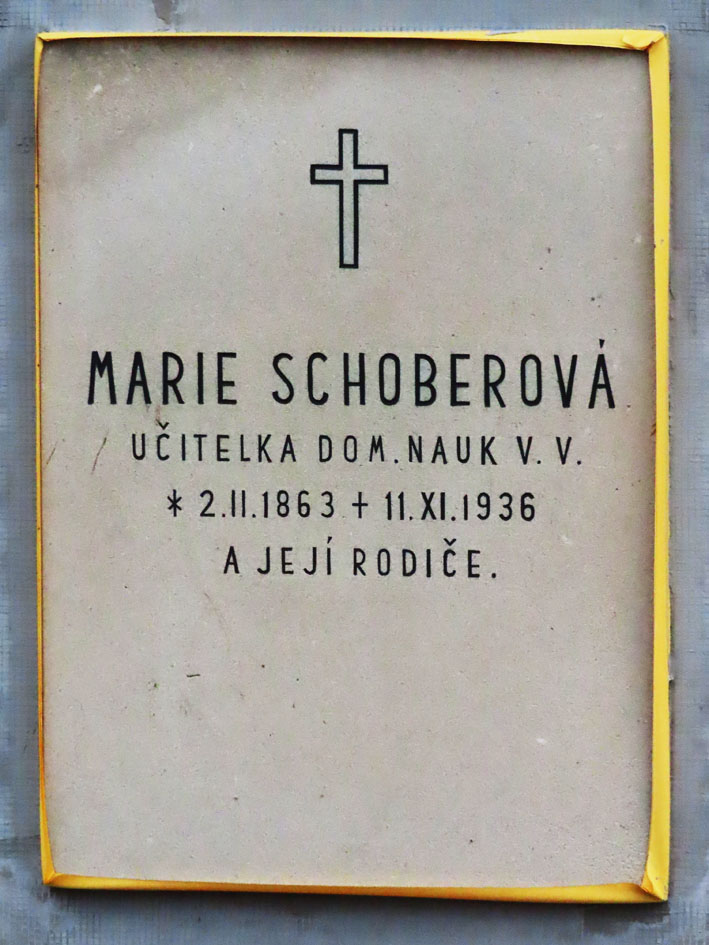 MARIE SCHOBEROVÁ
UČITELKA DOM. NAUK V. V.
* 2.II.1863 + 11.XI.1936
A JEJÍ RODIČE.